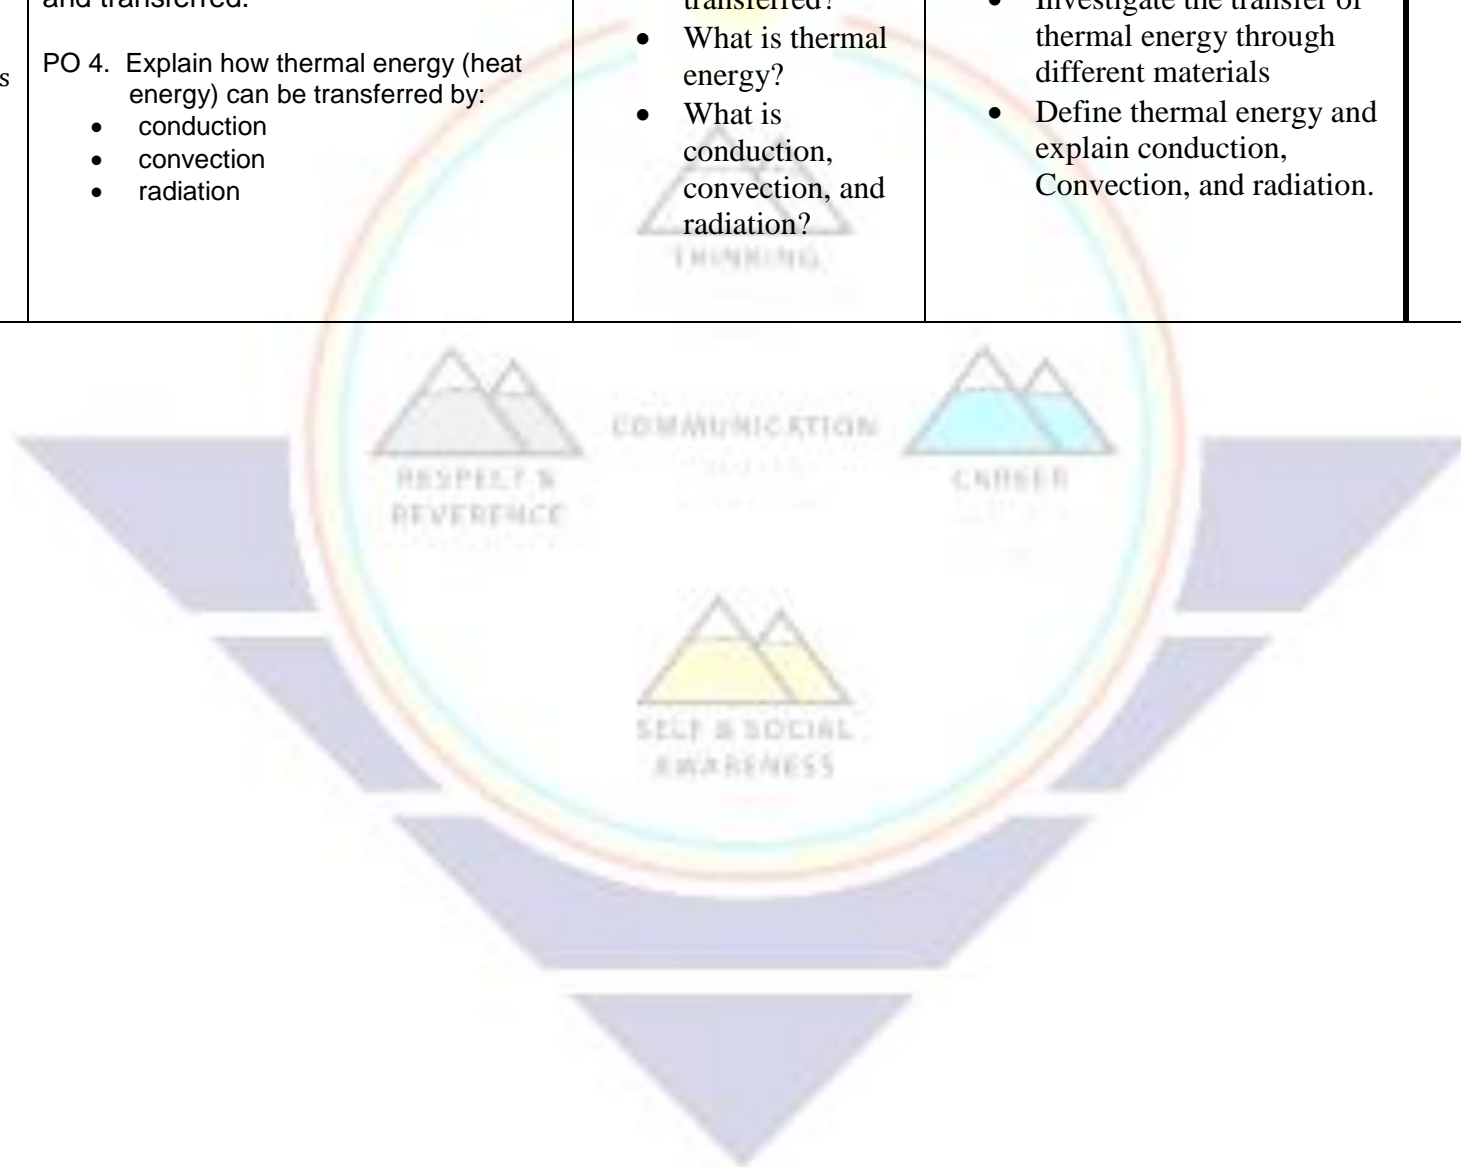 and transferred.
s
PO 4. Explain how thermal energy (heat
energy) can be transferred by:
• conduction
• convection
• radiation
transferred?
• What is thermal
energy?
• What is
conduction,
convection, and
radiation?
• Investigate the transfer of
thermal energy through
different materials
• Define thermal energy and
explain conduction,
Convection, and radiation.
THINKING
RESPECT &
REVERENCE
COMMUNICATION
CAREER
SELF & SOCIAL
AWARENESS